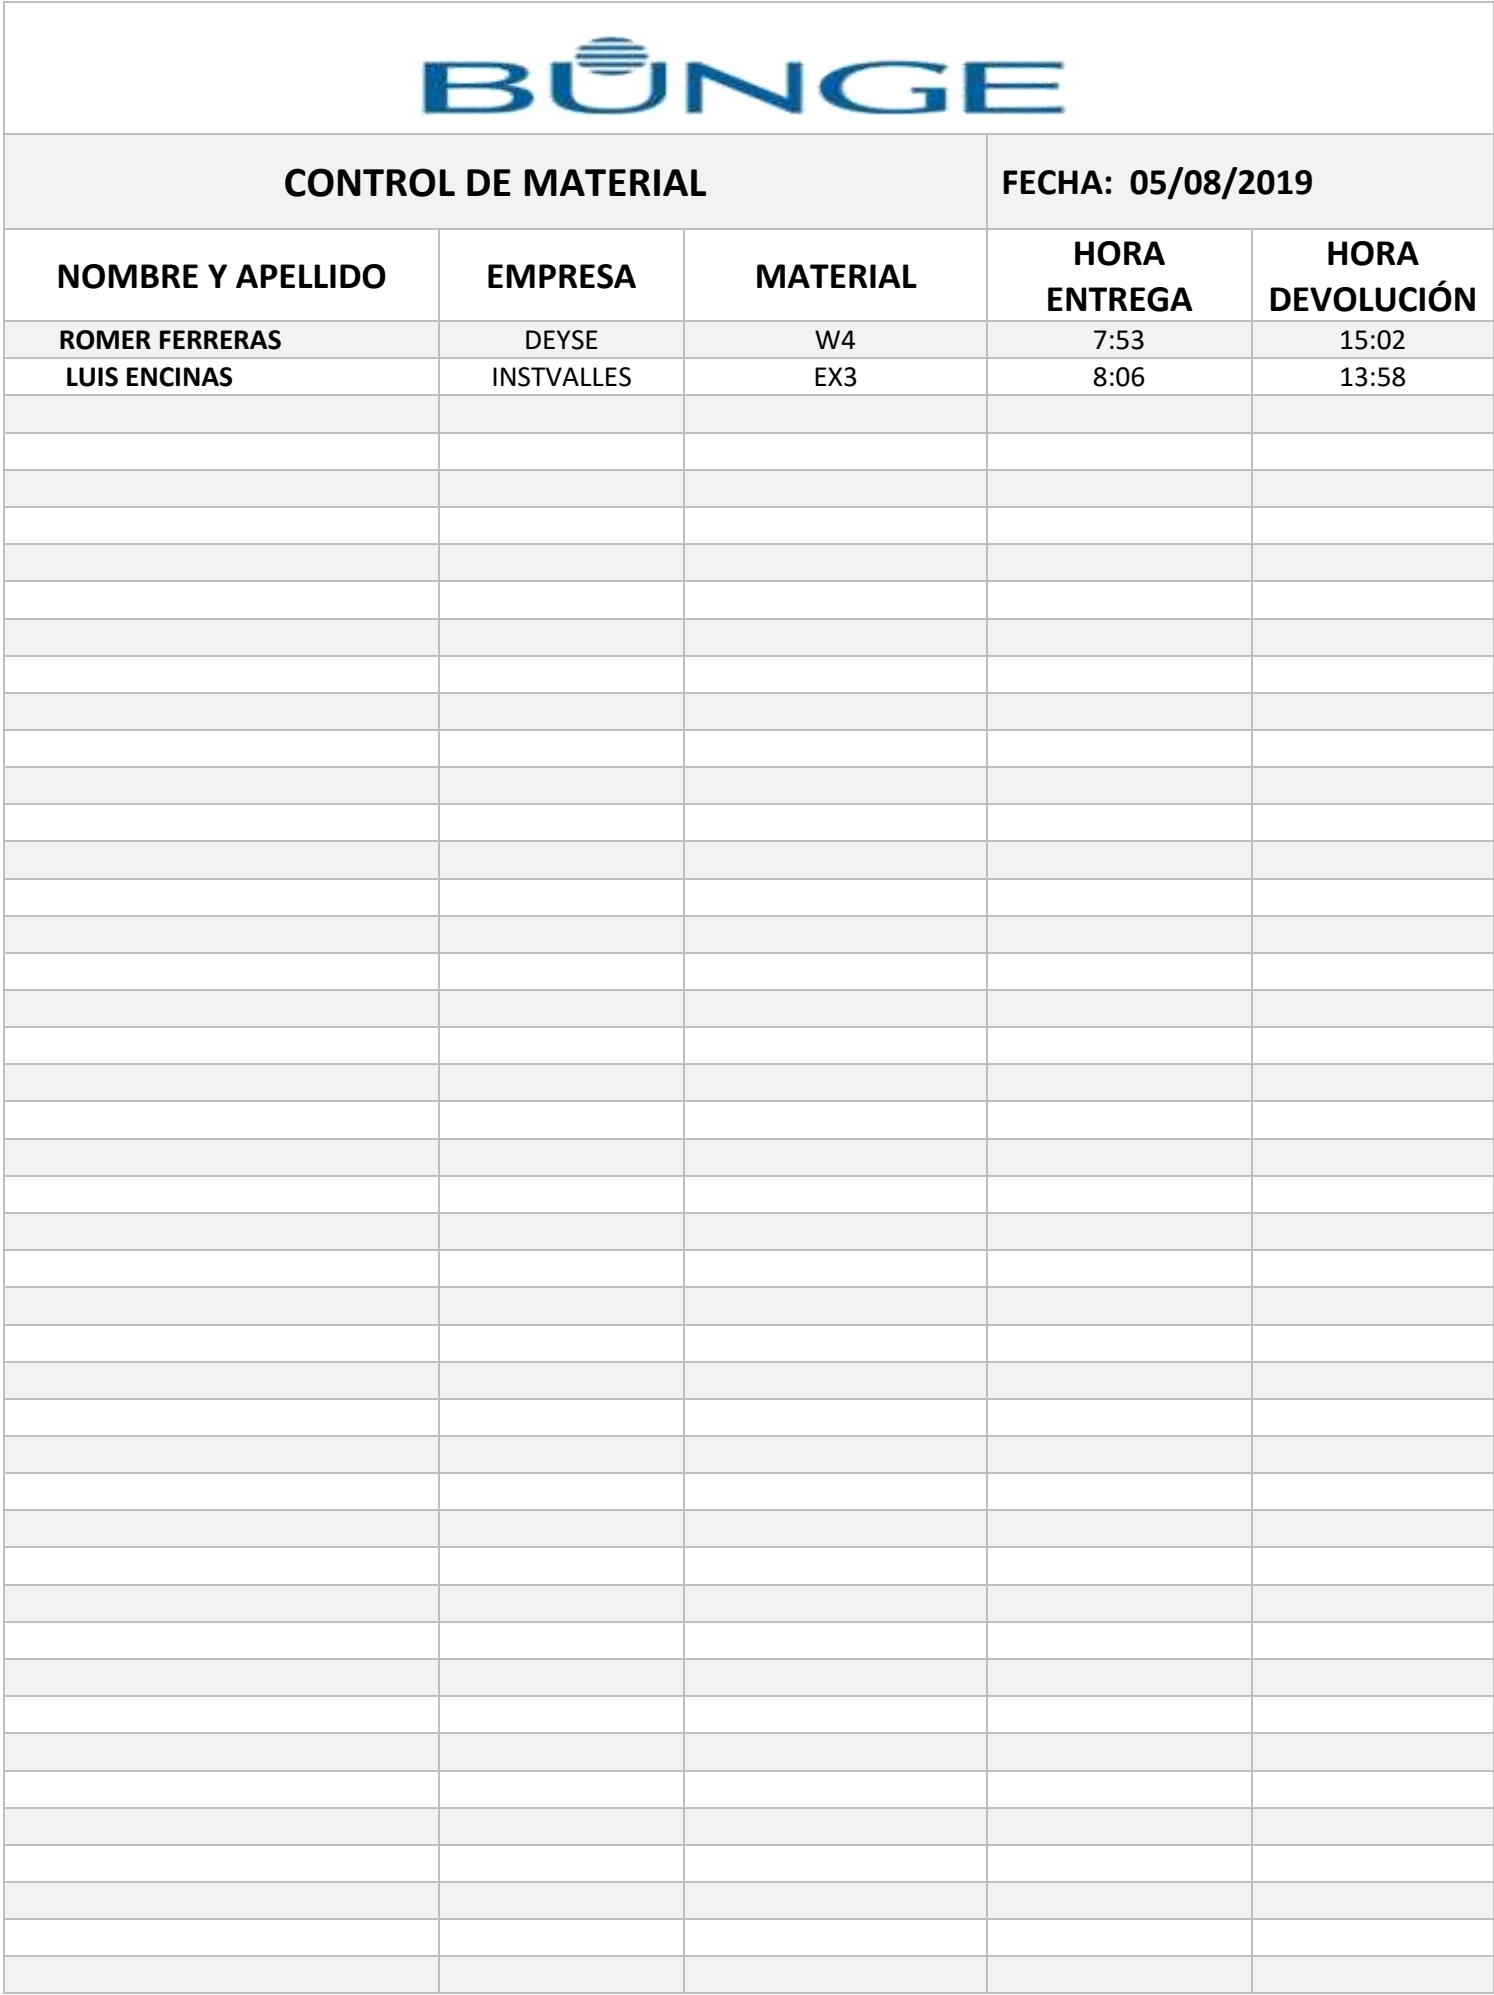 BUNGE
CONTROL DE MATERIAL FECHA: 05/08/2019
NOMBRE Y APELLIDO EMPRESA MATERIAL HORA ENTREGA HORA DEVOLUCIÓN
ROMER FERRERAS DEYSE W4 7:53 15:02
LUIS ENCINAS INSTVALLES EX3 8:06 13:58